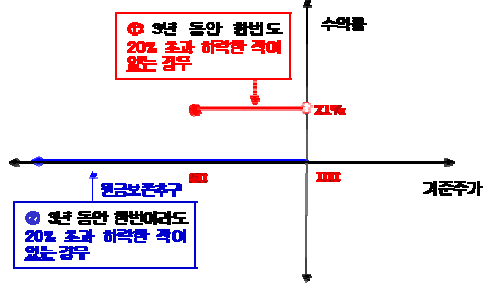 ① 3년 동안 한번도
20% 초과 하락한 적이
없는 경우
수익률
21%
원금보존추구
기준주가
② 3년 동안 한번이라도
20% 초과 하락한 적이
있는 경우